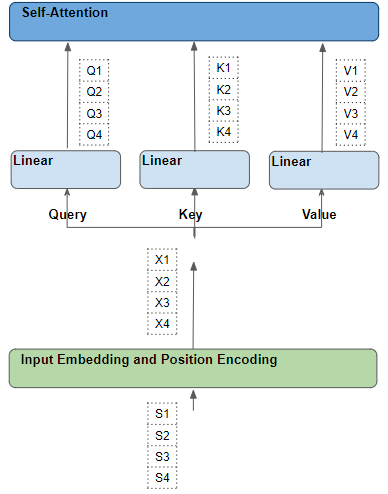 Self-Attention
Q1
Q2
Q3
Q4
K1
K2
K3
K4
V1
V2
V3
V4
Linear
Linear
Linear
Query
Key
Value
X1
X2
X3
X4
Input Embedding and Position Encoding
S1
S2
S3
S4